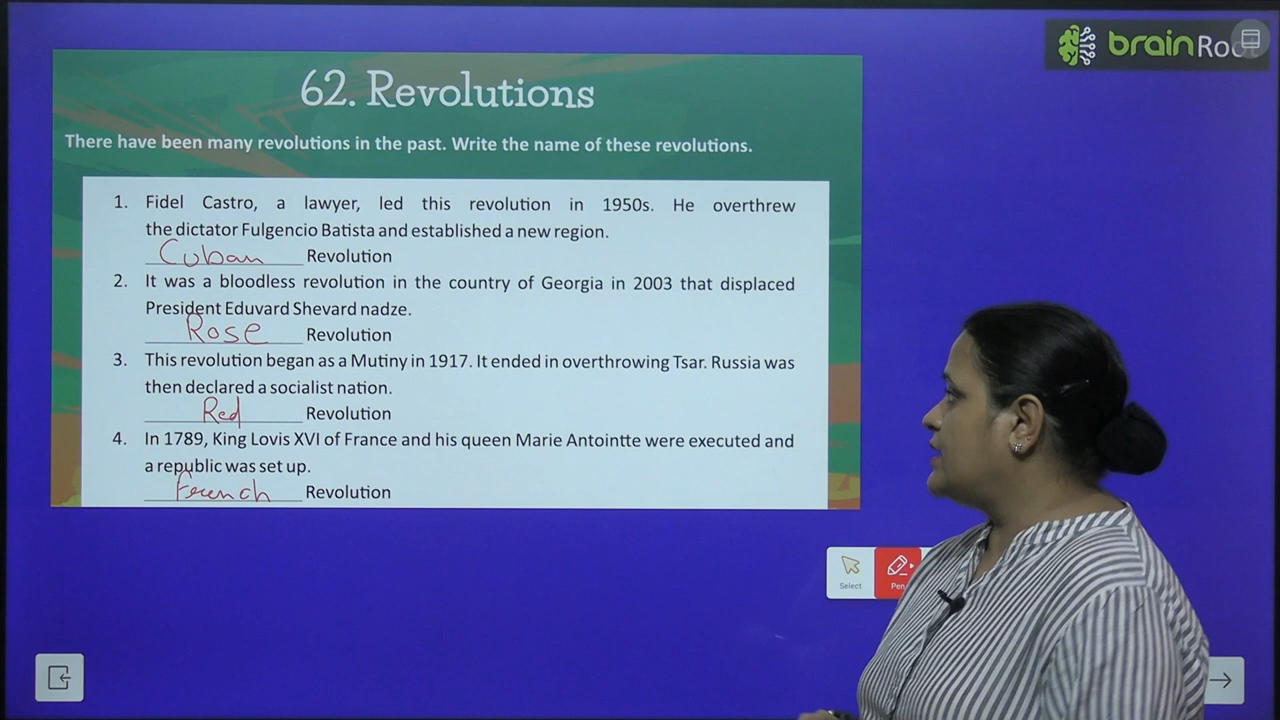 brainRoot
62. Revolutions
There have been many revolutions in the past. Write the name of these revolutions.
1. Fidel Castro, a lawyer, led this revolution in 1950s. He overthrew
the dictator Fulgencio Batista and established a new region.
Cuban Revolution
2. It was a bloodless revolution in the country of Georgia in 2003 that displaced
President Eduvard Shevard nadze.
Rose Revolution
3. This revolution began as a Mutiny in 1917. It ended in overthrowing Tsar. Russia was
then declared a socialist nation.
Red Revolution
4. In 1789, King Lovis XVI of France and his queen Marie Antointte were executed and
a republic was set up.
French Revolution
Select
Pen